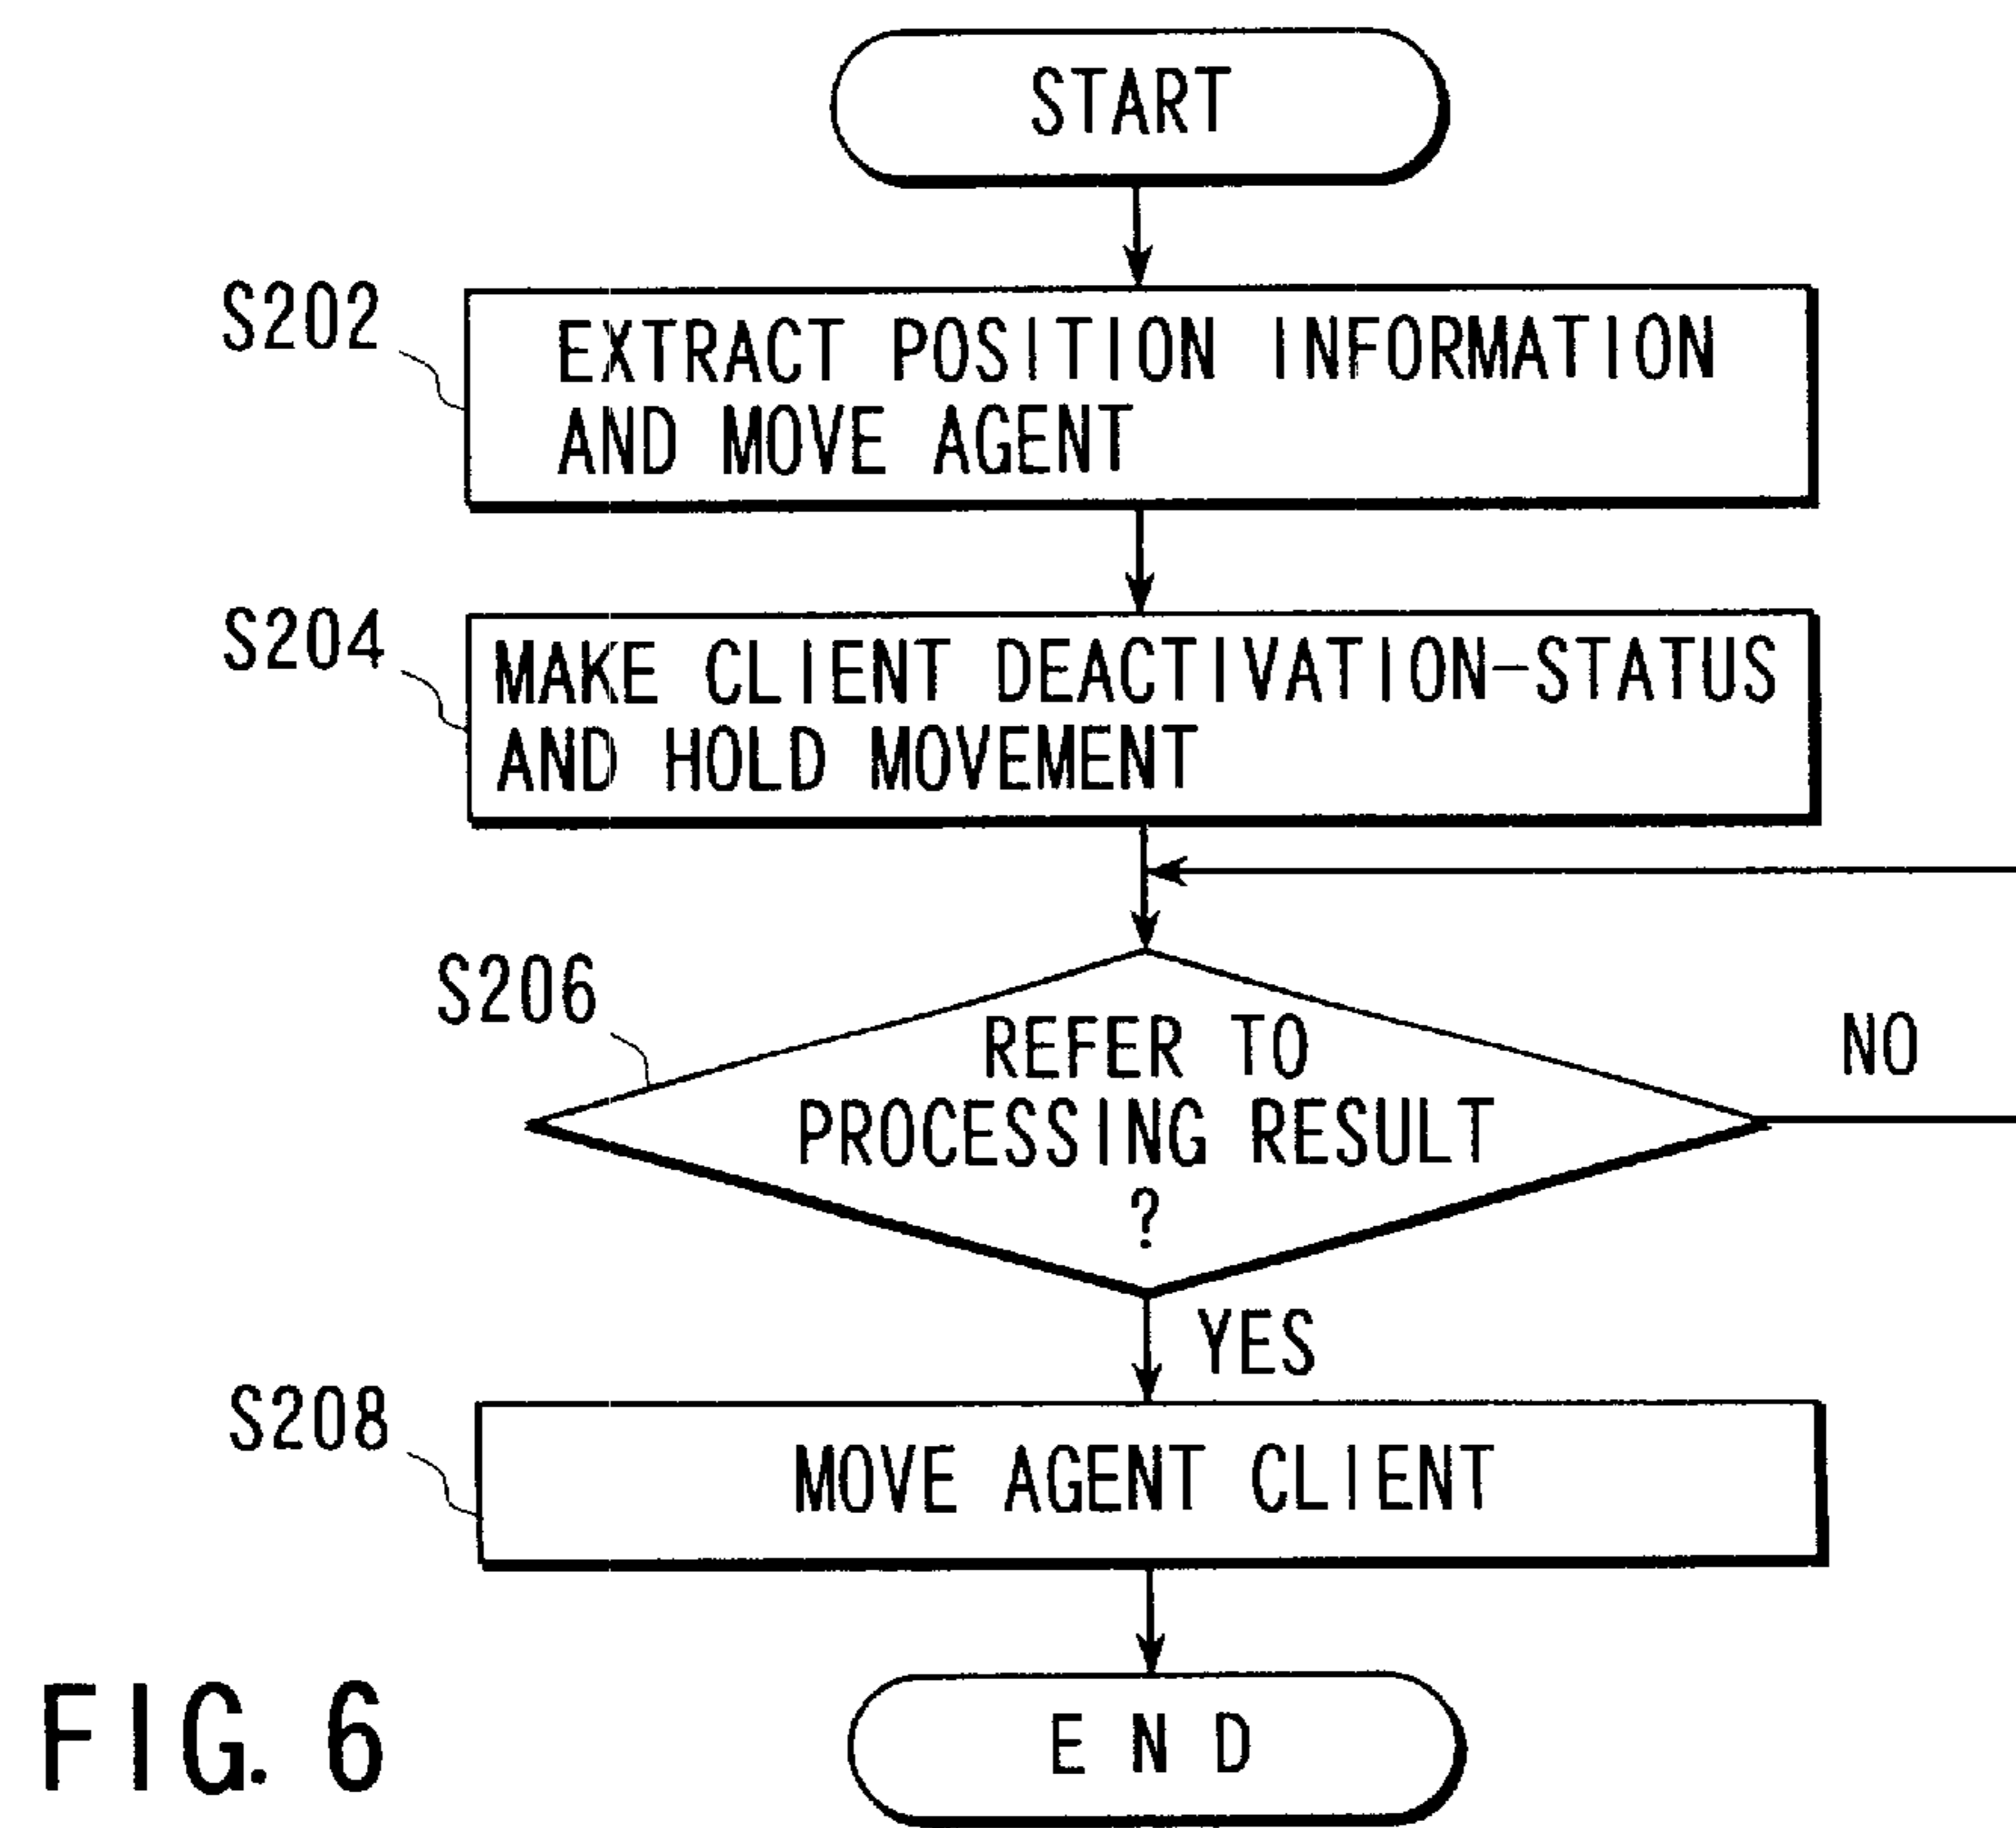 START
S202
EXTRACT POSITION INFORMATION
AND MOVE AGENT
S204
MAKE CLIENT DEACTIVATION-STATUS
AND HOLD MOVEMENT
S206
REFER TO
PROCESSING RESULT
?
NO
YES
S208
MOVE AGENT CLIENT
END
FIG. 6